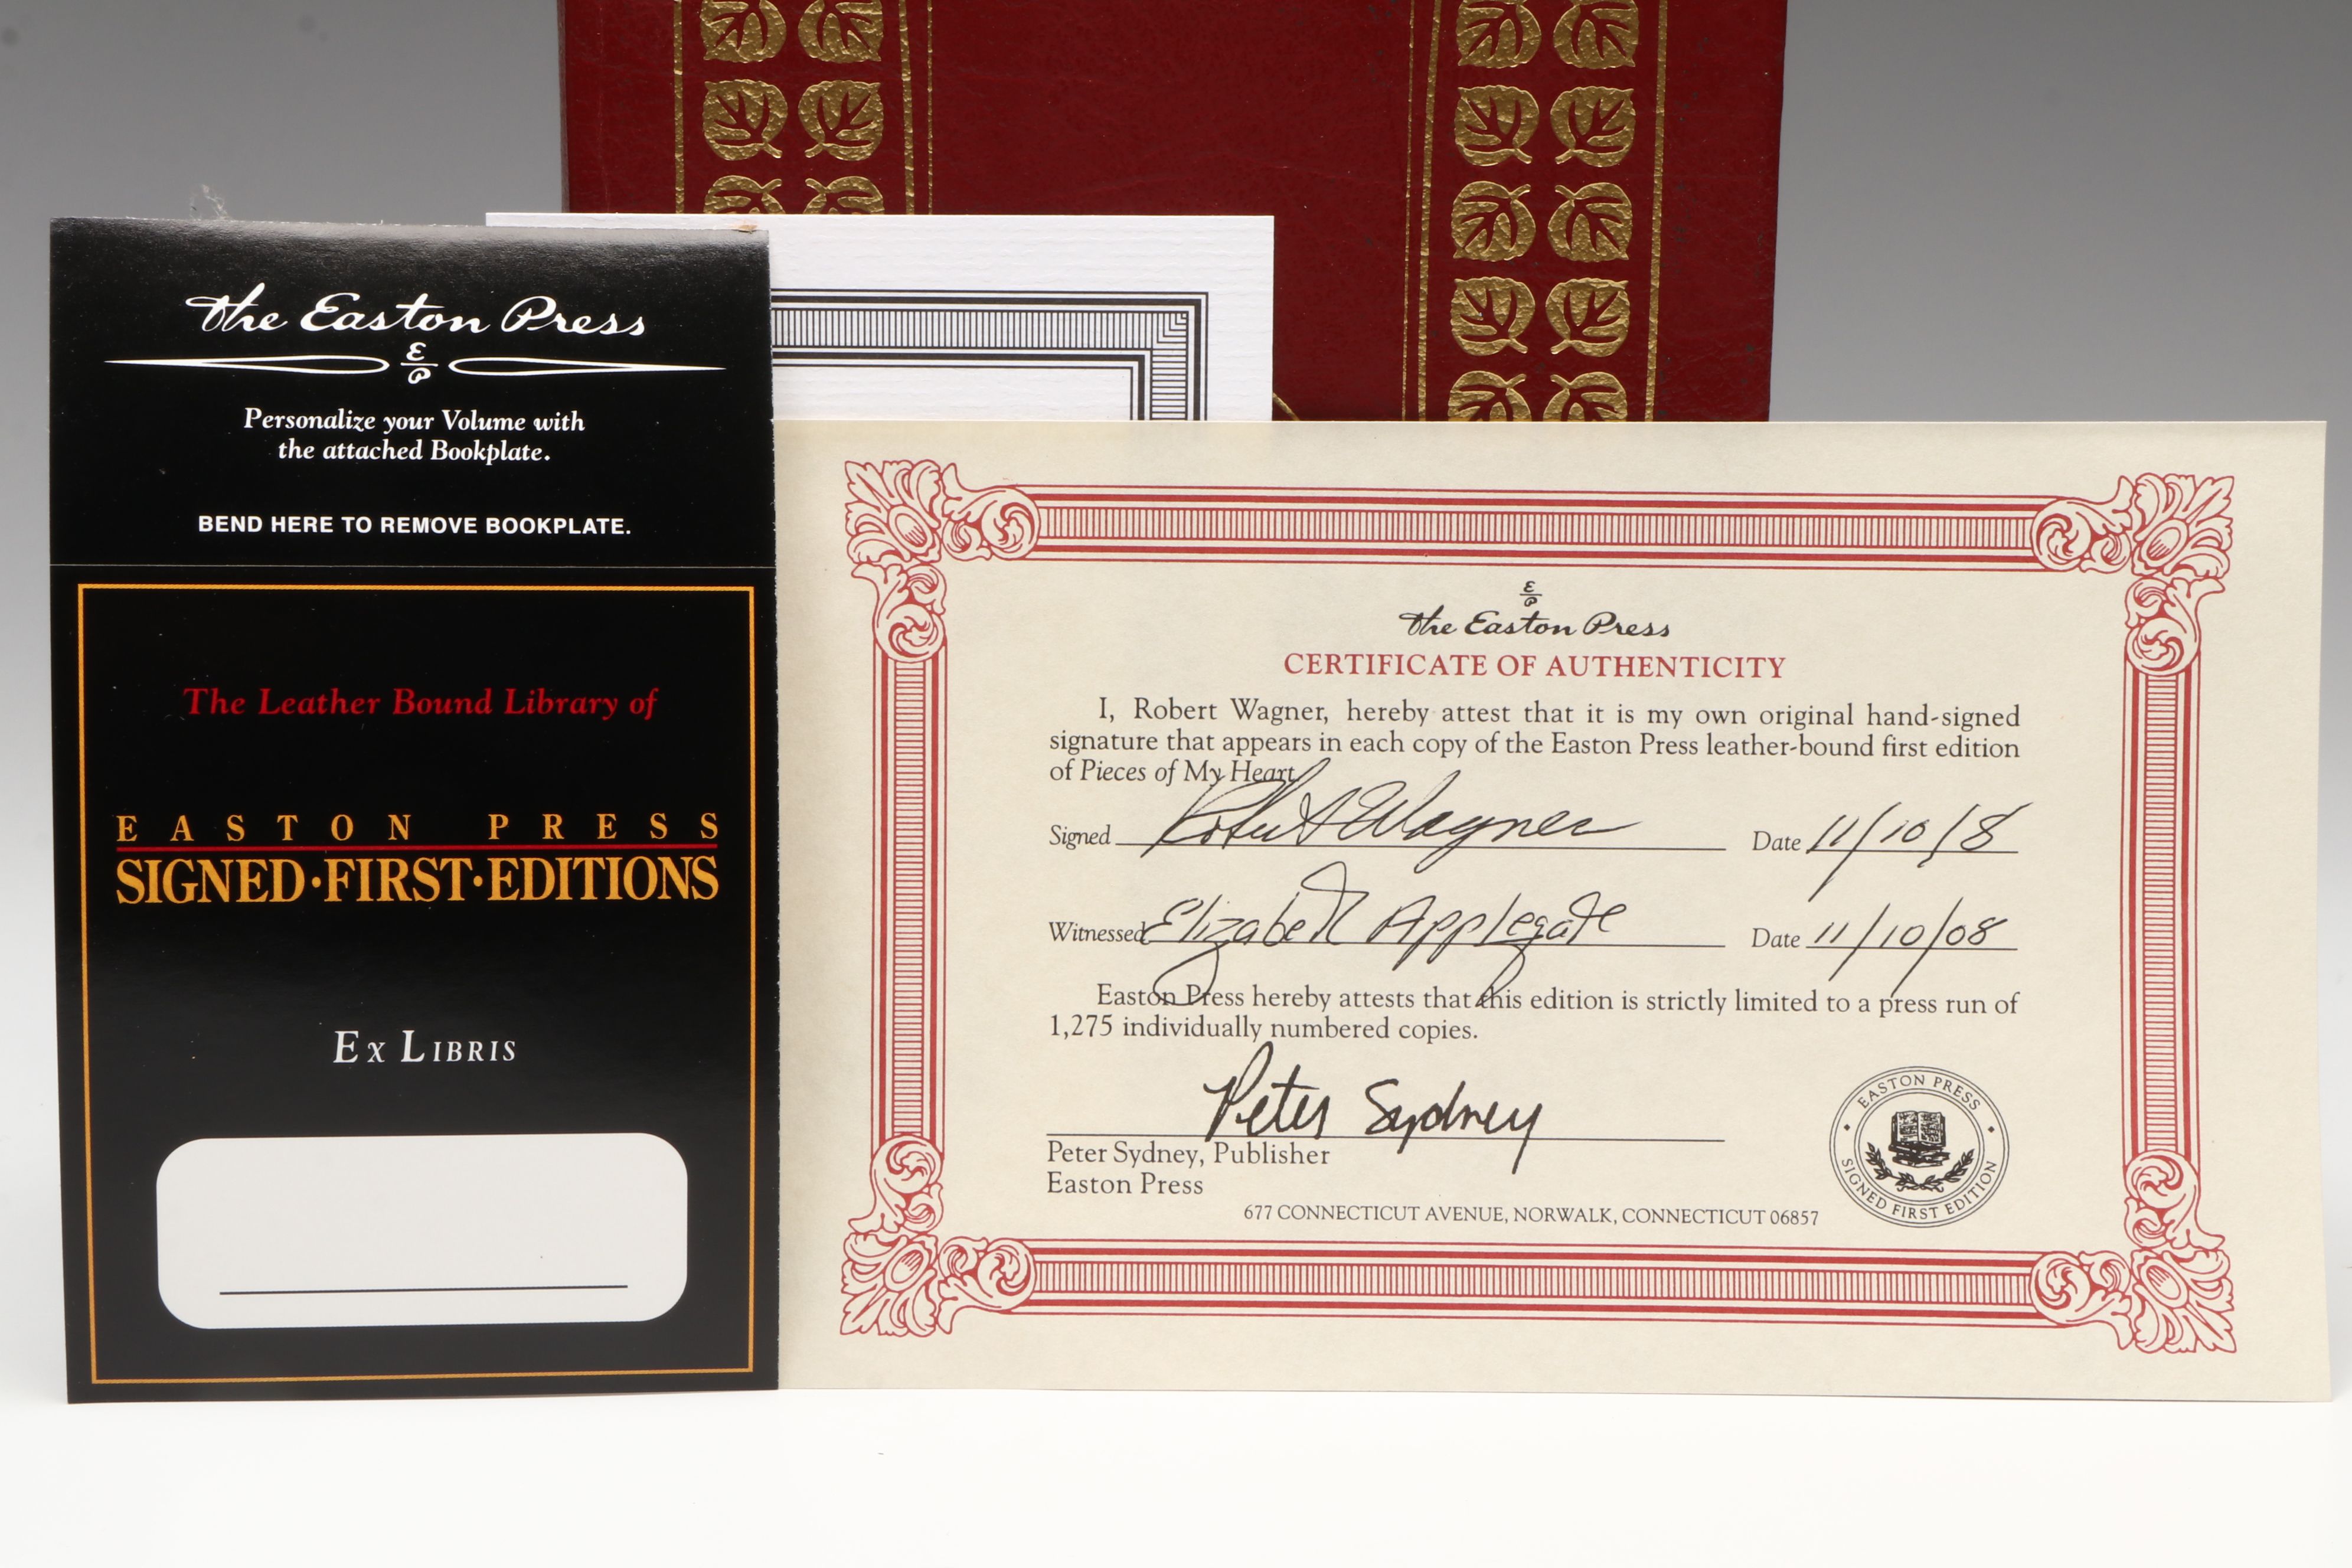 The Easton Press
E
P
Personalize your Volume with
the attached Bookplate.
BEND HERE TO REMOVE BOOKPLATE.
The Leather Bound Library of
EASTON PRESS
SIGNED·FIRST·EDITIONS
EX LIBRIS
E
P
The Easton Press
CERTIFICATE OF AUTHENTICITY
I, Robert Wagner, hereby attest that it is my own original hand-signed
signature that appears in each copy of the Easton Press leather-bound first edition
of Pieces of My Heart
Signed Robert Wagner Date 11/10/8
Witnessed Elizabeth Applegate Date 11/10/08
Easton Press hereby attests that this edition is strictly limited to a press run of
1,275 individually numbered copies.
Peter Sydney
Peter Sydney, Publisher
Easton Press
677 CONNECTICUT AVENUE, NORWALK, CONNECTICUT 06857
EASTON PRESS
SIGNED FIRST EDITION